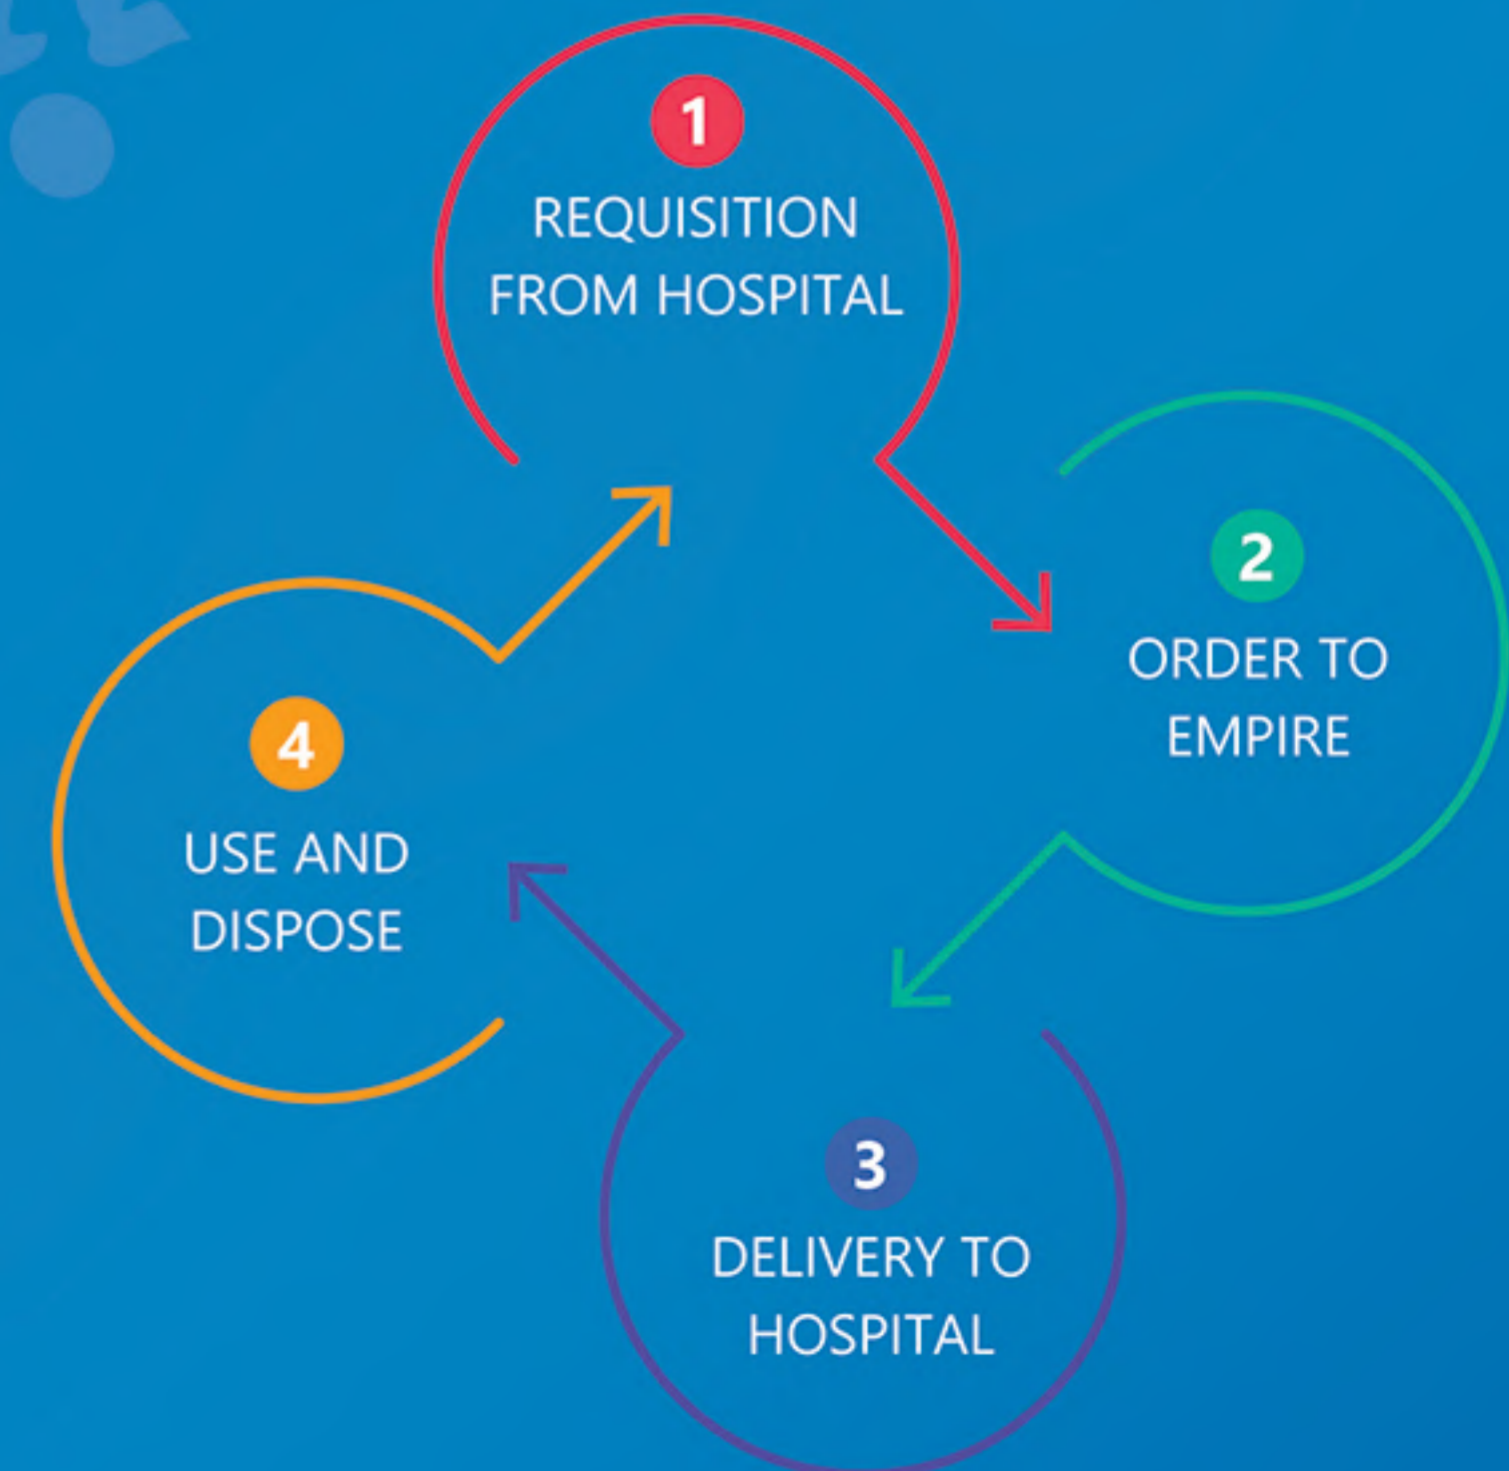 1
REQUISITION
FROM HOSPITAL
2
ORDER TO
EMPIRE
3
DELIVERY TO
HOSPITAL
4
USE AND
DISPOSE